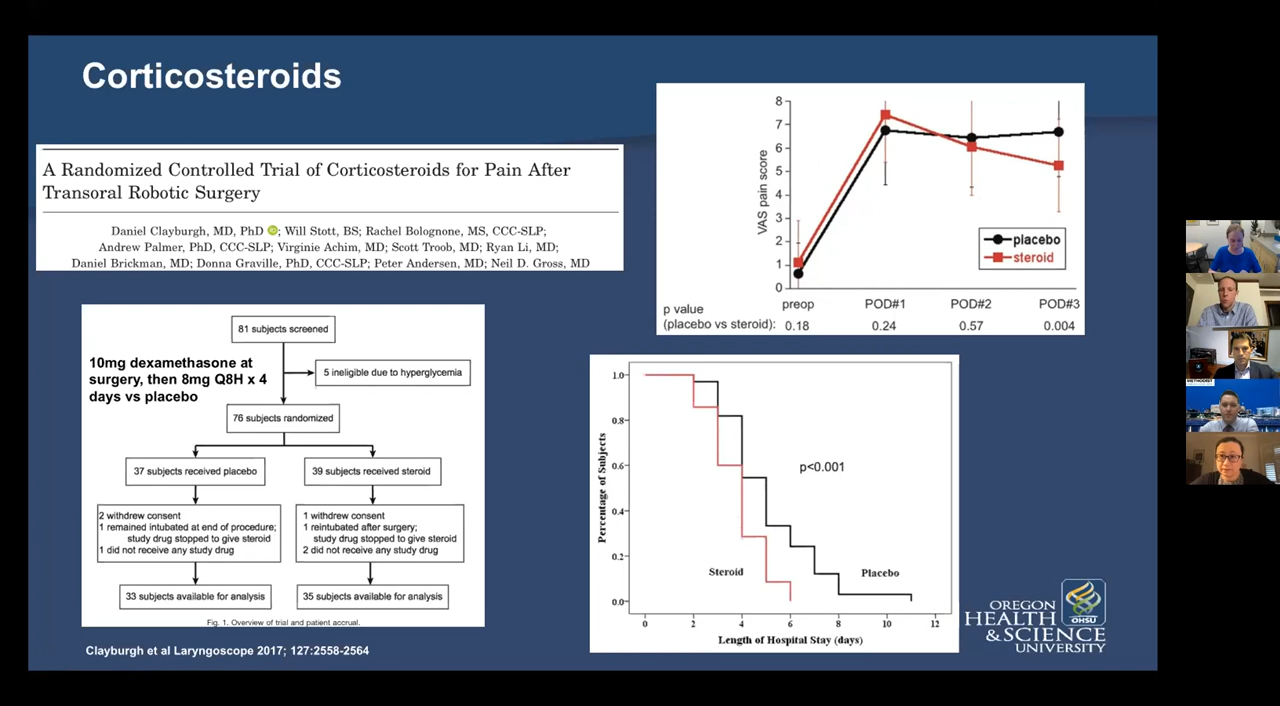 Corticosteroids
A Randomized Controlled Trial of Corticosteroids for Pain After
Transoral Robotic Surgery
Daniel Clayburgh, MD, PhD ; Will Stott, BS; Rachel Bolognone, MS, CCC-SLP;
Andrew Palmer, PhD, CCC-SLP; Virginie Achim, MD; Scott Troob, MD; Ryan Li, MD;
Daniel Brickman, MD; Donna Graville, PhD, CCC-SLP; Peter Andersen, MD; Neil D. Gross, MD
81 subjects screened
10mg dexamethasone at
surgery, then 8mg Q8H x 4
days vs placebo
5 ineligible due to hyperglycemia
76 subjects randomized
37 subjects received placebo
39 subjects received steroid
2 withdrew consent
1 remained intubated at end of procedure;
study drug stopped to give steroid
1 did not receive any study drug
1 withdrew consent
1 reintubated after surgery;
study drug stopped to give steroid
2 did not receive any study drug
33 subjects available for analysis
35 subjects available for analysis
Fig. 1. Overview of trial and patient accrual.
Clayburgh et al Laryngoscope 2017; 127:2558-2564
VAS pain score
8
7
6
5
4
3
2
1
0
placebo
steroid
preop POD#1 POD#2 POD#3
p value
(placebo vs steroid): 0.18 0.24 0.57 0.004
Percentage of Subjects
1.0
0.8
0.6
0.4
0.2
0.0
p<0.001
Steroid
Placebo
0 2 4 6 8 10 12
Length of Hospital Stay (days)
OREGON
HEALTH
&SCIENCE
UNIVERSITY
OHSU
METHODIST